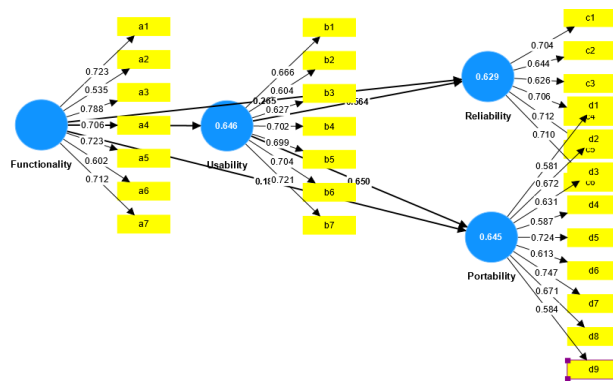 a1
a2
a3
a4
a5
a6
a7
0.723
0.535
0.788
0.706
0.723
0.602
0.712
Functionality
b1
b2
b3
b4
b5
b6
b7
0.666
0.604
0.627
0.702
0.699
0.704
0.721
0.646
Usability
0.265
0.650
c1
c2
c3
c4
c5
c6
0.704
0.644
0.626
0.706
0.712
0.710
0.629
Reliability
d1
d2
d3
d4
d5
d6
d7
d8
d9
0.581
0.672
0.631
0.587
0.724
0.613
0.747
0.671
0.584
0.645
Portability